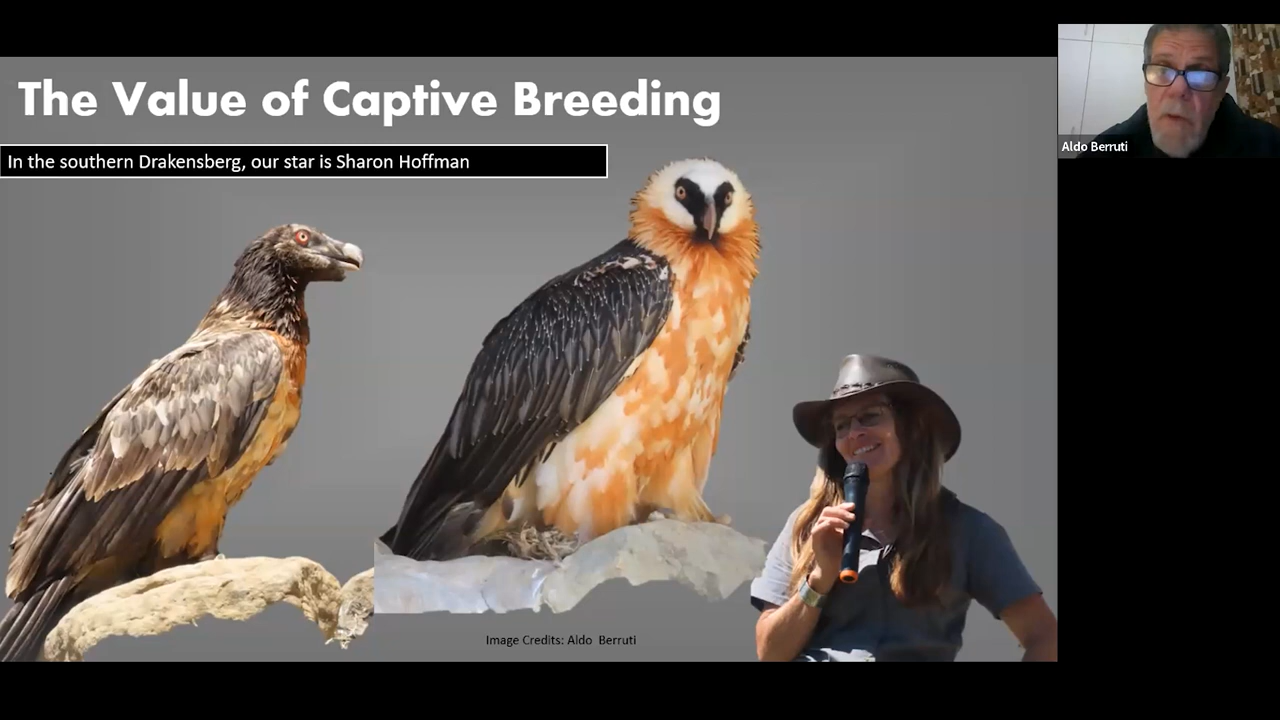 The Value of Captive Breeding
In the southern Drakensberg, our star is Sharon Hoffman
Aldo Berruti
Image Credits: Aldo Berruti